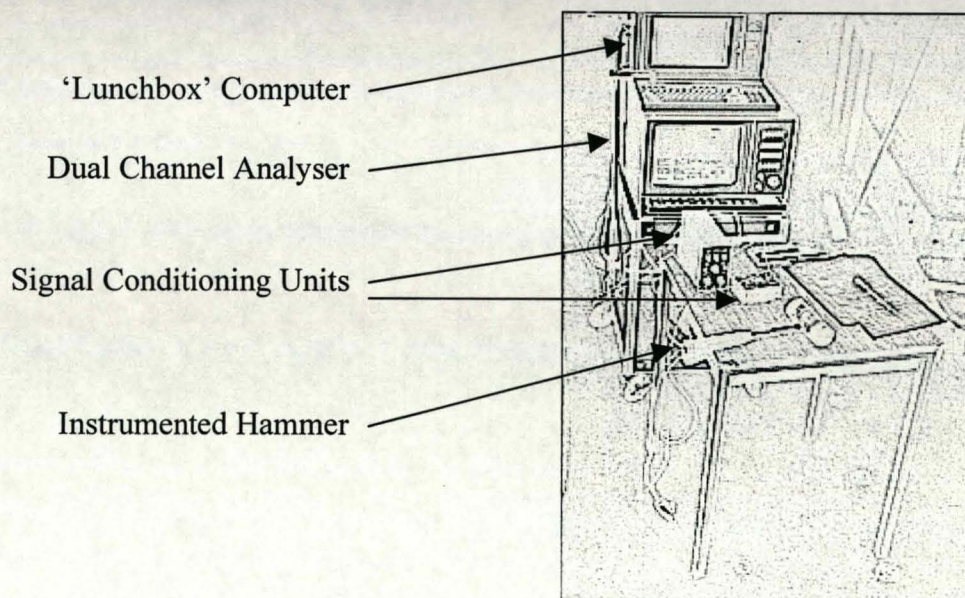 ‘Lunchbox’ Computer
Dual Channel Analyser
Signal Conditioning Units
Instrumented Hammer